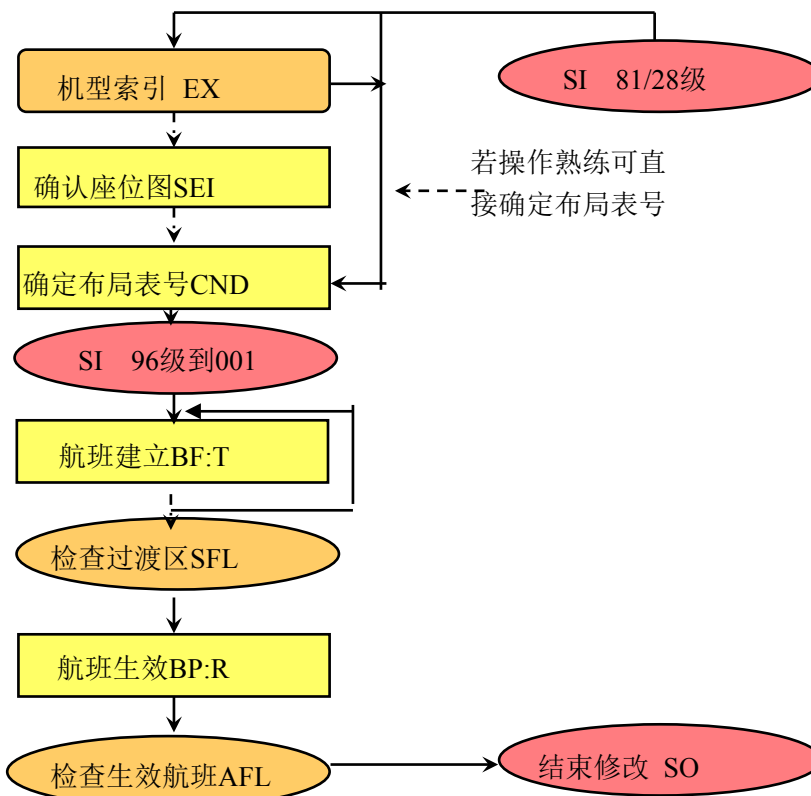 机型索引 EX
SI 81/28级
确认座位图SEI
若操作熟练可直
接确定布局表号
确定布局表号CND
SI 96级到001
航班建立BF:T
检查过渡区SFL
航班生效BP:R
检查生效航班AFL
结束修改 SO